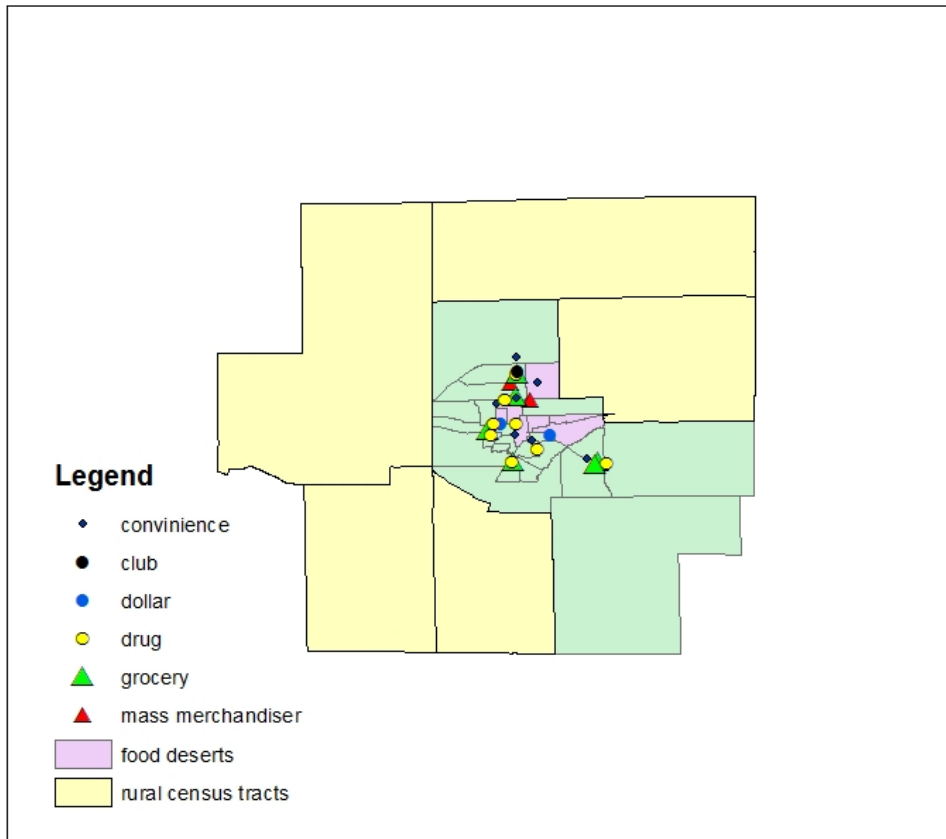 Legend
convinience
club
dollar
drug
grocery
mass merchandiser
food deserts
rural census tracts